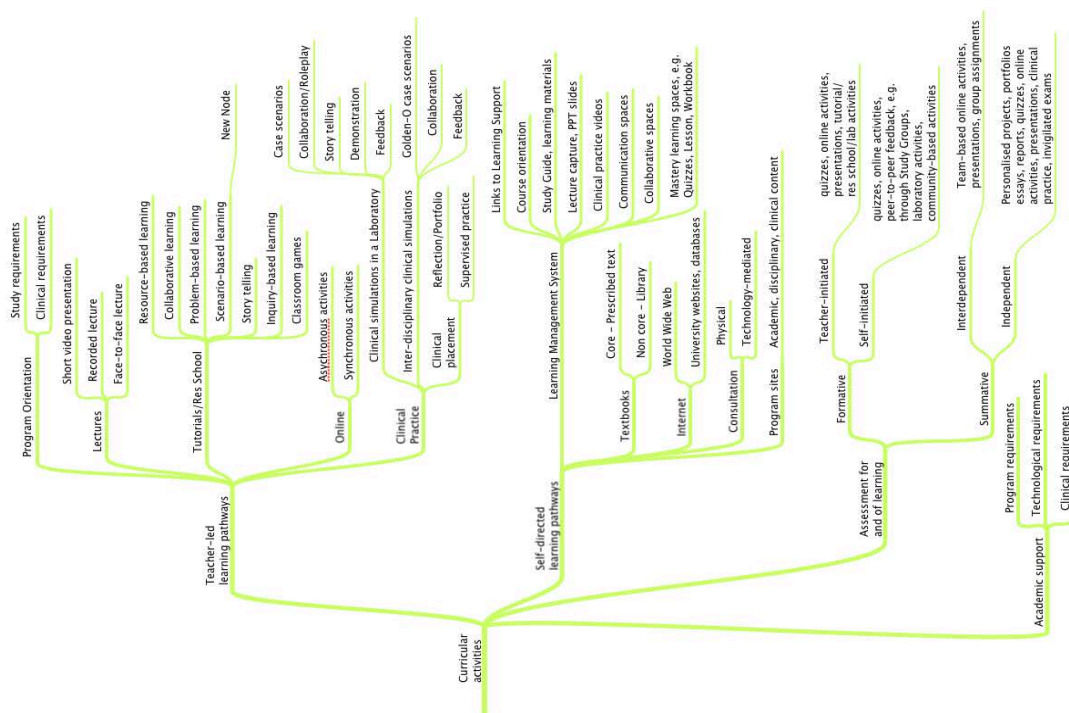 Curricular
activities
Teacher-led
learning pathways
Program Orientation
Study requirements
Clinical requirements
Lectures
Short video presentation
Recorded lecture
Face-to-face lecture
Tutorials/Res School
Resource-based learning
Collaborative learning
Problem-based learning
Scenario-based learning
New Node
Story telling
Inquiry-based learning
Classroom games
Online
Asychronous activities
Synchronous activities
Clinical
Practice
Clinical simulations in a Laboratory
Case scenarios
Collaboration/Roleplay
Story telling
Demonstration
Feedback
Inter-disciplinary clinical simulations
Golden-O case scenarios
Collaboration
Feedback
Clinical
placement
Reflection/Portfolio
Supervised practice
Self-directed
learning pathways
Learning Management System
Links to Learning Support
Course orientation
Study Guide, learning materials
Lecture capture, PPT slides
Clinical practice videos
Communication spaces
Collaborative spaces
Mastery learning spaces, e.g.
Quizzes, Lesson, Workbook
Textbooks
Core - Prescribed text
Non core - Library
Internet
World Wide Web
University websites, databases
Consultation
Physical
Technology-mediated
Program sites
Academic, disciplinary, clinical content
Assessment for
and of learning
Formative
Teacher-initiated
quizzes, online activities,
presentations, tutorial/
res school/lab activities
Self-initiated
quizzes, online activities,
peer-to-peer feedback, e.g.
through Study Groups,
laboratory activities,
community-based activities
Summative
Interdependent
Team-based online activities,
presentations, group assignments
Independent
Personalised projects, portfolios
essays, reports, quizzes, online
activities, presentations, clinical
practice, invigilated exams
Academic support
Program requirements
Technological requirements
Clinical requirements